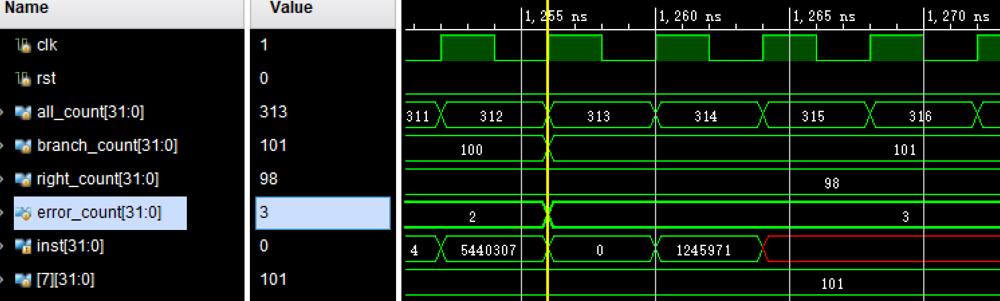 Name Value
1,255 ns 1,260 ns 1,265 ns 1,270 ns
clk 1
rst 0
all_count[31:0] 313 311 312 313 314 315 316
branch_count[31:0] 101 100 101
right_count[31:0] 98 98
error_count[31:0] 3 2 3
inst[31:0] 0 4 5440307 0 1245971
[7][31:0] 101 101